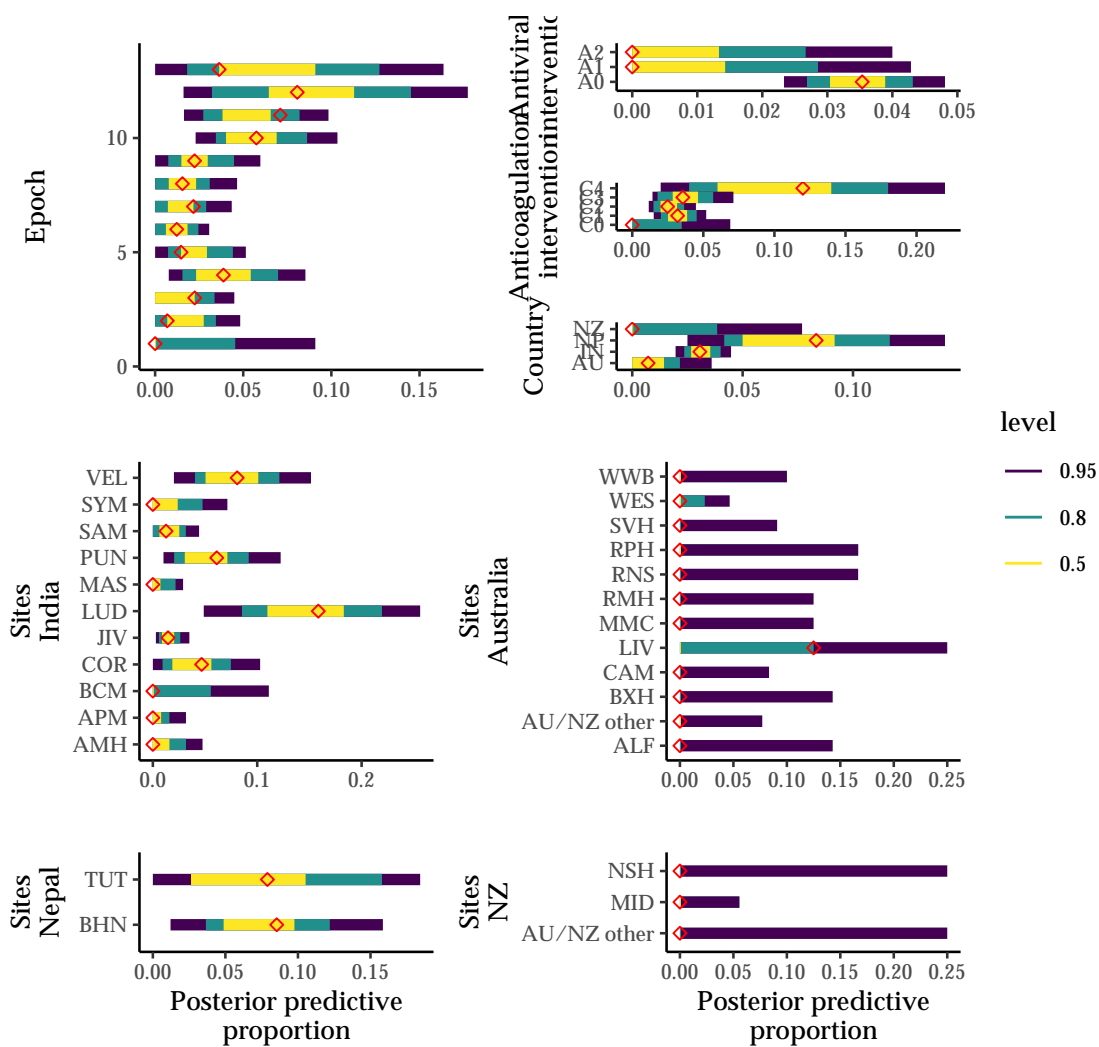 Epoch
10
5
0
0.00
0.05
0.10
0.15
Antiviral
A2
A1
A0
0.00
0.01
0.02
0.03
0.04
0.05
Anticoagulation
intervention
C4
C3
C2
C1
C0
0.00
0.05
0.10
0.15
0.20
Country
NZ
NP
IN
AU
0.00
0.05
0.10
level
0.95
0.8
0.5
Sites
India
VEL
SYM
SAM
PUN
MAS
LUD
JIV
COR
BCM
APM
AMH
0.0
0.1
0.2
Sites
Australia
WWB
WES
SVH
RPH
RNS
RMH
MMC
LIV
CAM
BXH
AU/NZ other
ALF
0.00
0.05
0.10
0.15
0.20
0.25
Sites
Nepal
TUT
BHN
0.00
0.05
0.10
0.15
Posterior predictive
proportion
Sites
NZ
NSH
MID
AU/NZ other
0.00
0.05
0.10
0.15
0.20
0.25
Posterior predictive
proportion